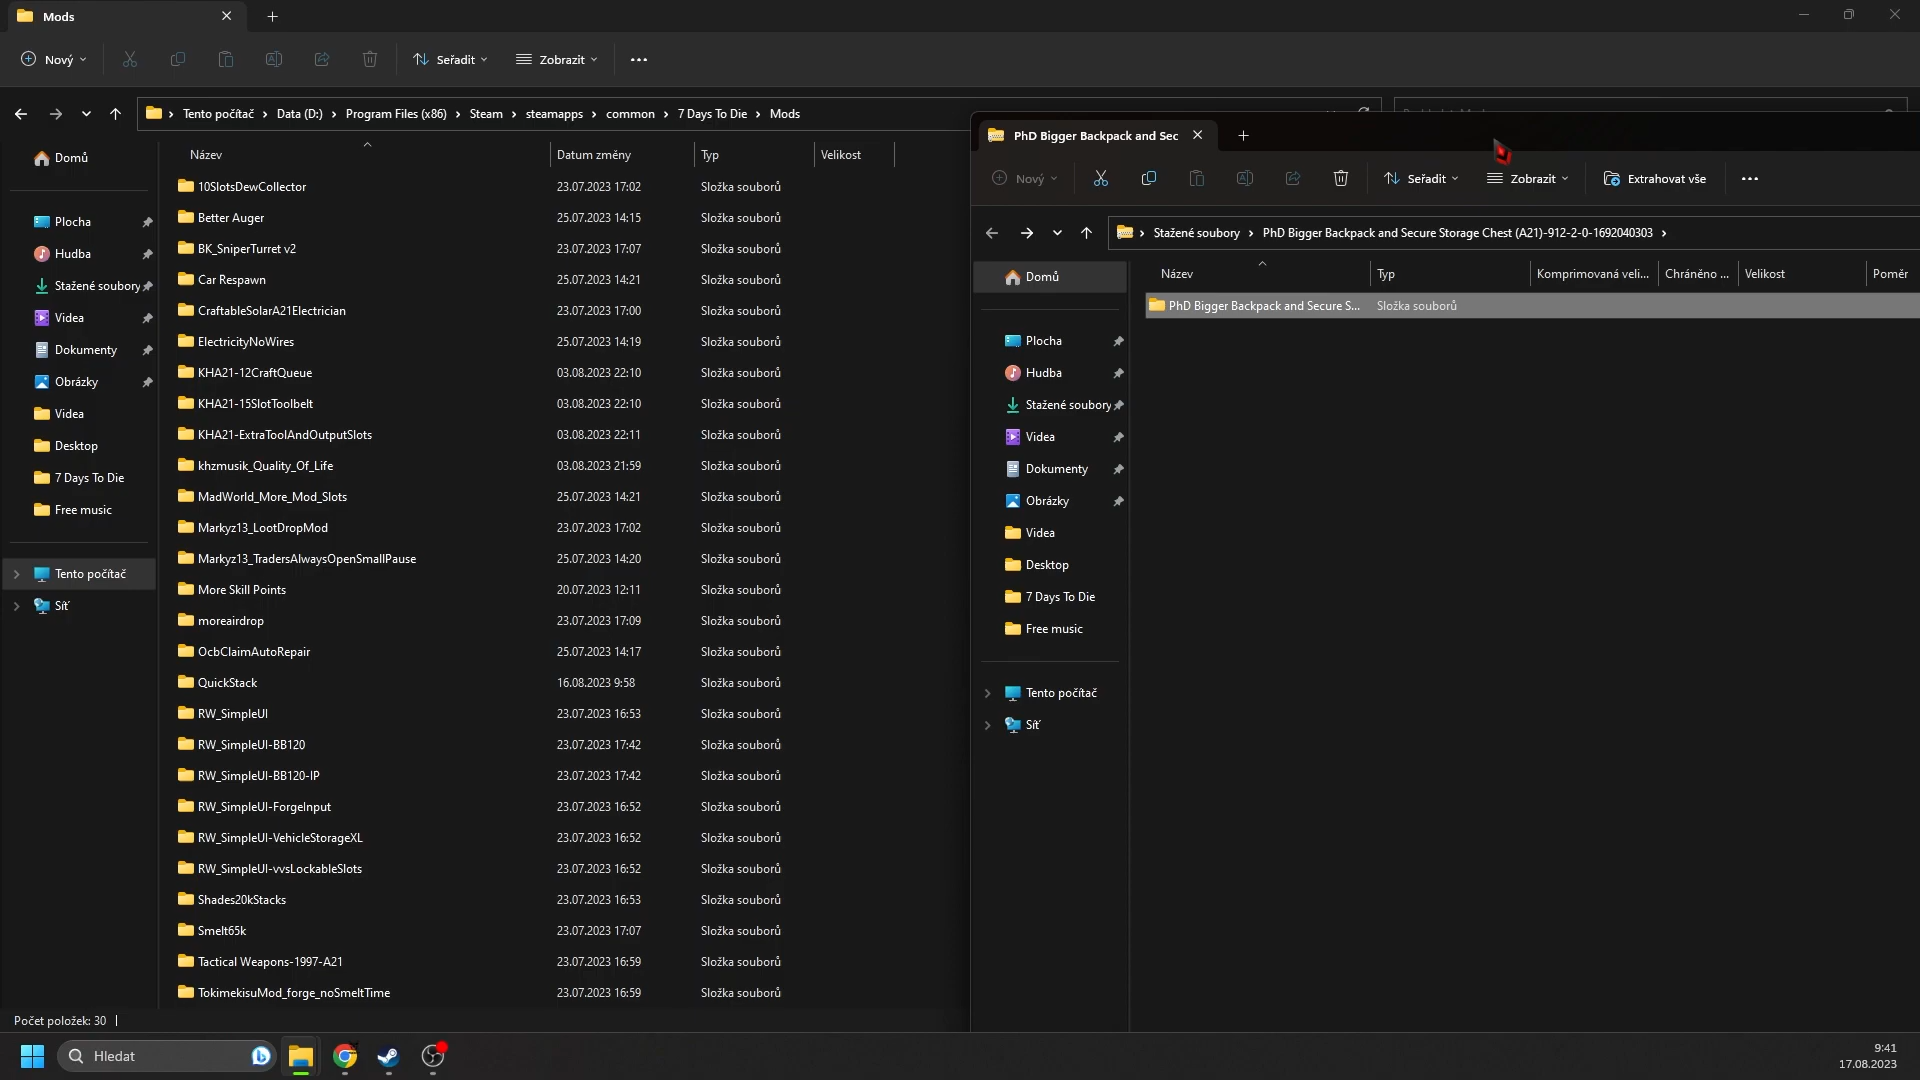 Mods
Nový
Seřadit
Zobrazit
Tento počítač
Data (D:)
Program Files (x86)
Steam
steamapps
common
7 Days To Die
Mods
Domů
Plocha
Hudba
Stažené soubory
Videa
Dokumenty
Obrázky
Videa
Desktop
7 Days To Die
Free music
Tento počítač
Síť
Název Datum změny Typ Velikost
10SlotsDewCollector 23.07.2023 17:02 Složka souborů
Better Auger 25.07.2023 14:15 Složka souborů
BK_SniperTurret v2 23.07.2023 17:07 Složka souborů
Car Respawn 25.07.2023 14:21 Složka souborů
CraftableSolarA21Electrician 23.07.2023 17:00 Složka souborů
ElectricityNoWires 25.07.2023 14:19 Složka souborů
KHA21-12CraftQueue 03.08.2023 22:10 Složka souborů
KHA21-15SlotToolbelt 03.08.2023 22:10 Složka souborů
KHA21-ExtraToolAndOutputSlots 03.08.2023 22:11 Složka souborů
khzmusik_Quality_Of_Life 03.08.2023 21:59 Složka souborů
MadWorld_More_Mod_Slots 25.07.2023 14:21 Složka souborů
Markyz13_LootDropMod 23.07.2023 17:02 Složka souborů
Markyz13_TradersAlwaysOpenSmallPause 25.07.2023 14:20 Složka souborů
More Skill Points 20.07.2023 12:11 Složka souborů
moreairdrop 23.07.2023 17:09 Složka souborů
OcbClaimAutoRepair 25.07.2023 14:17 Složka souborů
QuickStack 16.08.2023 9:58 Složka souborů
RW_SimpleUI 23.07.2023 16:53 Složka souborů
RW_SimpleUI-BB120 23.07.2023 17:42 Složka souborů
RW_SimpleUI-BB120-IP 23.07.2023 17:42 Složka souborů
RW_SimpleUI-ForgeInput 23.07.2023 16:52 Složka souborů
RW_SimpleUI-VehicleStorageXL 23.07.2023 16:52 Složka souborů
RW_SimpleUI-vvsLockableSlots 23.07.2023 16:52 Složka souborů
Shades20kStacks 23.07.2023 16:53 Složka souborů
Smelt65k 23.07.2023 17:07 Složka souborů
Tactical Weapons-1997-A21 23.07.2023 16:59 Složka souborů
TokimekisuMod_forge_noSmeltTime 23.07.2023 16:59 Složka souborů
Počet položek: 30
PhD Bigger Backpack and Sec
Nový
Seřadit
Zobrazit
Extrahovat vše
Stažené soubory
PhD Bigger Backpack and Secure Storage Chest (A21)-912-2-0-1692040303
Domů
Plocha
Hudba
Stažené soubory
Videa
Dokumenty
Obrázky
Videa
Desktop
7 Days To Die
Free music
Tento počítač
Síť
Název Typ Komprimovaná veli... Chráněno ... Velikost Poměr
PhD Bigger Backpack and Secure S... Složka souborů
Hledat
9:41
17.08.2023